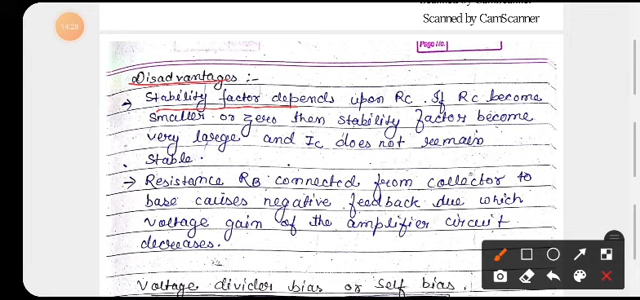 Scanned by CamScanner
14:28
Page No.
Disadvantages :-
→ Stability factor depends upon Rc. If Rc become
smaller or zero then stability factor become
very large and Ic does not remain
stable.
→ Resistance RB connected from collector to
base causes negative feedback due which
voltage gain of the amplifier circuit
decreases.
Voltage divider bias or Self bias.